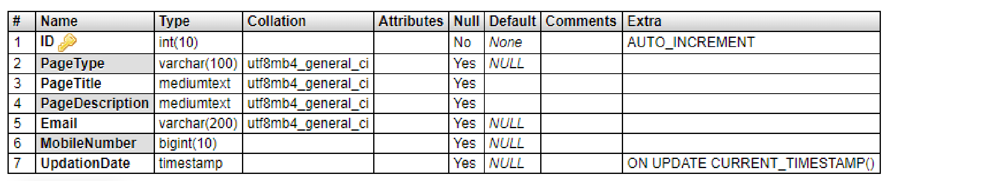 # Name Type Collation Attributes Null Default Comments Extra
1 ID int(10) No None AUTO_INCREMENT
2 PageType varchar(100) utf8mb4_general_ci Yes NULL
3 PageTitle mediumtext utf8mb4_general_ci Yes
4 PageDescription mediumtext utf8mb4_general_ci Yes
5 Email varchar(200) utf8mb4_general_ci Yes NULL
6 MobileNumber bigint(10) Yes NULL
7 UpdationDate timestamp Yes NULL ON UPDATE CURRENT_TIMESTAMP()